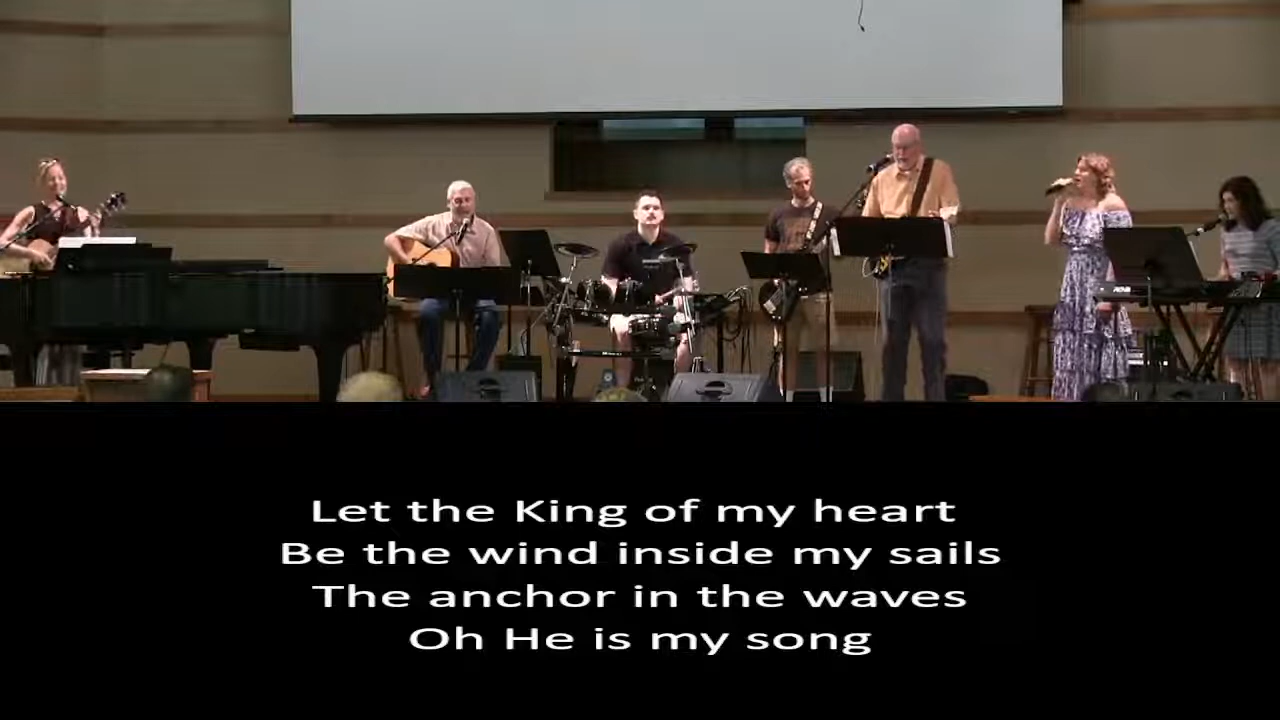 Let the King of my heart
Be the wind inside my sails
The anchor in the waves
Oh He is my song